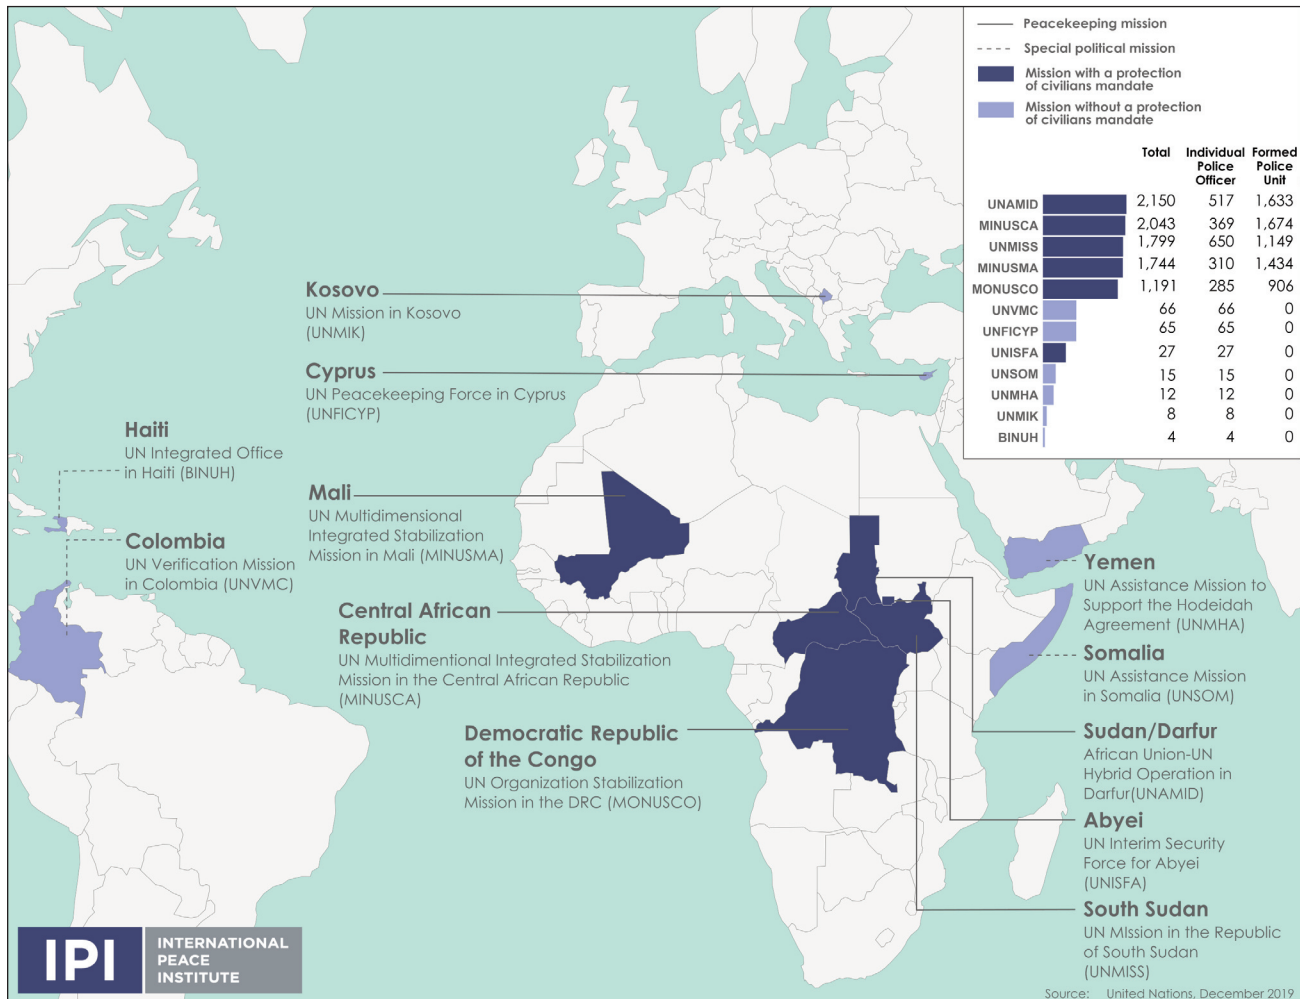 Peacekeeping mission
Special political mission
Mission with a protection
of civilians mandate
Mission without a protection
of civilians mandate
Total Individual Police Officer Formed Police Unit
UNAMID 2,150 517 1,633
MINUSCA 2,043 369 1,674
UNMISS 1,799 650 1,149
MINUSMA 1,744 310 1,434
MONUSCO 1,191 285 906
UNVMC 66 66 0
UNFICYP 65 65 0
UNISFA 27 27 0
UNSOM 15 15 0
UNMHA 12 12 0
UNMIK 8 8 0
BINUH 4 4 0
Kosovo
UN Mission in Kosovo
(UNMIK)
Cyprus
UN Peacekeeping Force in Cyprus
(UNFICYP)
Haiti
UN Integrated Office
in Haiti (BINUH)
Colombia
UN Verification Mission
in Colombia (UNVMC)
Mali
UN Multidimensional
Integrated Stabilization
Mission in Mali (MINUSMA)
Central African
Republic
UN Multidimentional Integrated Stabilization
Mission in the Central African Republic
(MINUSCA)
Democratic Republic
of the Congo
UN Organization Stabilization
Mission in the DRC (MONUSCO)
Yemen
UN Assistance Mission to
Support the Hodeidah
Agreement (UNMHA)
Somalia
UN Assistance Mission
in Somalia (UNSOM)
Sudan/Darfur
African Union-UN
Hybrid Operation in
Darfur(UNAMID)
Abyei
UN Interim Security
Force for Abyei
(UNISFA)
South Sudan
UN MIssion in the Republic
of South Sudan
(UNMISS)
IPI
INTERNATIONAL
PEACE
INSTITUTE
Source: United Nations, December 2019